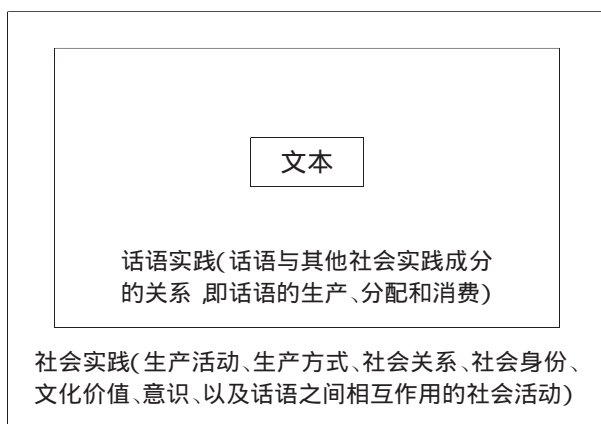 文本
话语实践(话语与其他社会实践成分
的关系,即话语的生产、分配和消费)
社会实践(生产活动、生产方式、社会关系、社会身份、
文化价值、意识、以及话语之间相互作用的社会活动)